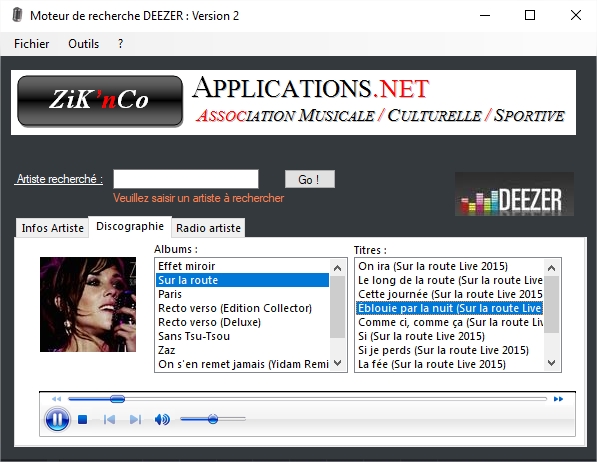 Moteur de recherche DEEZER : Version 2
Fichier Outils ?
ZiK'nCo
APPLICATIONS.NET
ASSOCIATION MUSICALE / CULTURELLE / SPORTIVE
Artiste recherché :
Go !
Veuillez saisir un artiste à rechercher
DEEZER
Infos Artiste
Discographie
Radio artiste
Albums :
Effet miroir
Sur la route
Paris
Recto verso (Edition Collector)
Recto verso (Deluxe)
Sans Tsu-Tsou
Zaz
On s'en remet jamais (Yidam Remi
Titres :
On ira (Sur la route Live 2015)
Le long de la route (Sur la route Live
Cette journée (Sur la route Live 2015
Eblouie par la nuit (Sur la route Live
Comme ci, comme ça (Sur la route Liv
Si (Sur la route Live 2015)
Si je perds (Sur la route Live 2015)
La fée (Sur la route Live 2015)